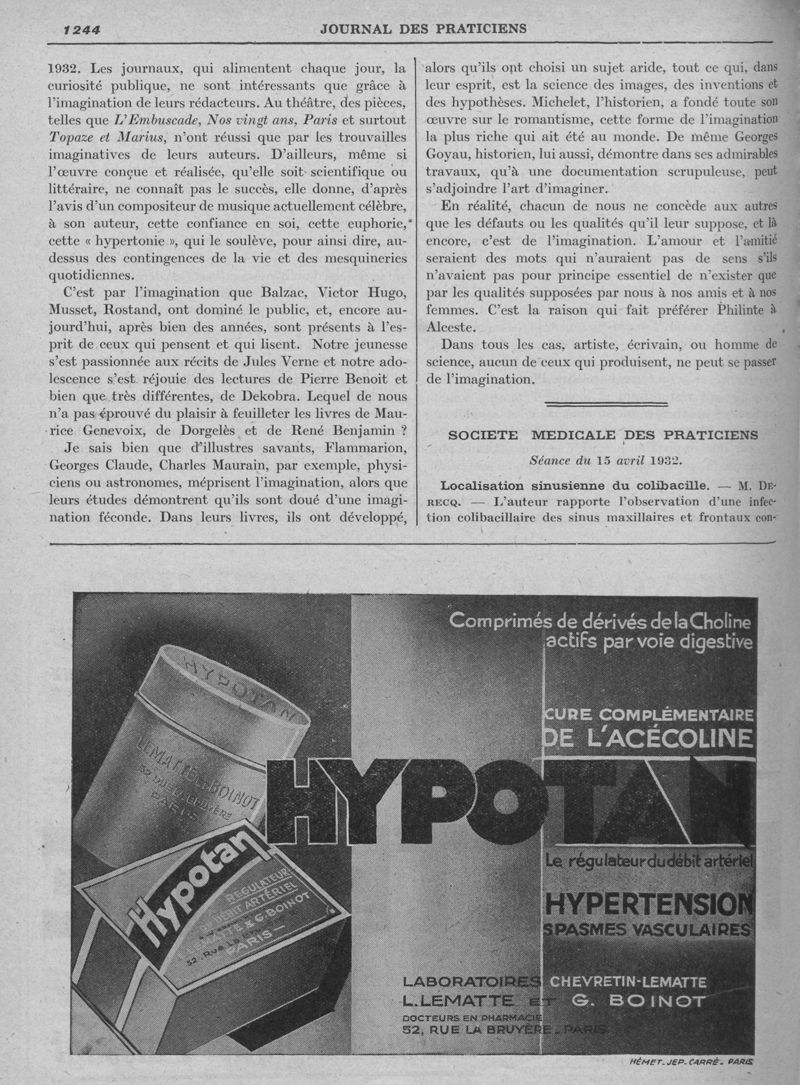 1244
JOURNAL DES PRATICIENS
1932. Les journaux, qui alimentent chaque jour, la
curiosité publique, ne sont intéressants que grâce à
l'imagination de leurs rédacteurs. Au théâtre, des pièces,
telles que L'Embuscade, Nos vingt ans, Paris et surtout
Topaze et Marius, n'ont réussi que par les trouvailles
imaginatives de leurs auteurs. D'ailleurs, même si
l'œuvre conçue et réalisée, qu'elle soit scientifique ou
littéraire, ne connaît pas le succès, elle donne, d'après
l'avis d'un compositeur de musique actuellement célèbre,
à son auteur, cette confiance en soi, cette euphorie,
cette « hypertonie », qui le soulève, pour ainsi dire, au-
dessus des contingences de la vie et des mesquineries
quotidiennes.
C'est par l'imagination que Balzac, Victor Hugo,
Musset, Rostand, ont dominé le public, et, encore au-
jourd'hui, après bien des années, sont présents à l'es-
prit de ceux qui pensent et qui lisent. Notre jeunesse
s'est passionnée aux récits de Jules Verne et notre ado-
lescence s'est réjouie des lectures de Pierre Benoit et
bien que très différentes, de Dekobra. Lequel de nous
n'a pas éprouvé du plaisir à feuilleter les livres de Mau-
rice Genevoix, de Dorgelès et de René Benjamin ?
Je sais bien que d'illustres savants, Flammarion,
Georges Claude, Charles Maurain, par exemple, physi-
ciens ou astronomes, méprisent l'imagination, alors que
leurs études démontrent qu'ils sont doué d'une imagi-
nation féconde. Dans leurs livres, ils ont développé,
alors qu'ils ont choisi un sujet aride, tout ce qui, dans
leur esprit, est la science des images, des inventions et
des hypothèses. Michelet, l'historien, a fondé toute son
œuvre sur le romantisme, cette forme de l'imagination
la plus riche qui ait été au monde. De même Georges
Goyau, historien, lui aussi, démontre dans ses admirables
travaux, qu'à une documentation scrupuleuse, peut
s'adjoindre l'art d'imaginer.
En réalité, chacun de nous ne concède aux autres
que les défauts ou les qualités qu'il leur suppose, et là
encore, c'est de l'imagination. L'amour et l'amitié
seraient des mots qui n'auraient pas de sens s'ils
n'avaient pas pour principe essentiel de n'exister que
par les qualités supposées par nous à nos amis et à nos
femmes. C'est la raison qui fait préférer Philinte à
Alceste.
Dans tous les cas, artiste, écrivain, ou homme de
science, aucun de ceux qui produisent, ne peut se passer
de l'imagination.
SOCIETE MEDICALE DES PRATICIENS
Séance du 15 avril 1932.
Localisation sinusienne du colibacille. — M. DE-
RECQ. — L'auteur rapporte l'observation d'une infec-
tion colibacillaire des sinus maxillaires et frontaux con-
Comprimés de dérivés de la Choline
actifs par voie digestive
CURE COMPLÉMENTAIRE
DE L'ACÉCOLINE
HYPOTAN
Le régulateur du débit artériel
HYPERTENSION
SPASMES VASCULAIRES
LABORATOIRES CHEVRETIN-LEMATTE
L. LEMATTE ET G. BOINOT
DOCTEURS EN PHARMACIE
52, RUE LA BRUYÈRE - PARIS
HYPOTAN
LEMATTE & BOINOT
52 RUE LA BRUYÈRE
PARIS
Hypotan
RÉGULATEUR
DÉBIT ARTÉRIEL
LEMATTE & G. BOINOT
52, Rue La
PARIS
HÉMET-JEP-CARRÉ - PARIS